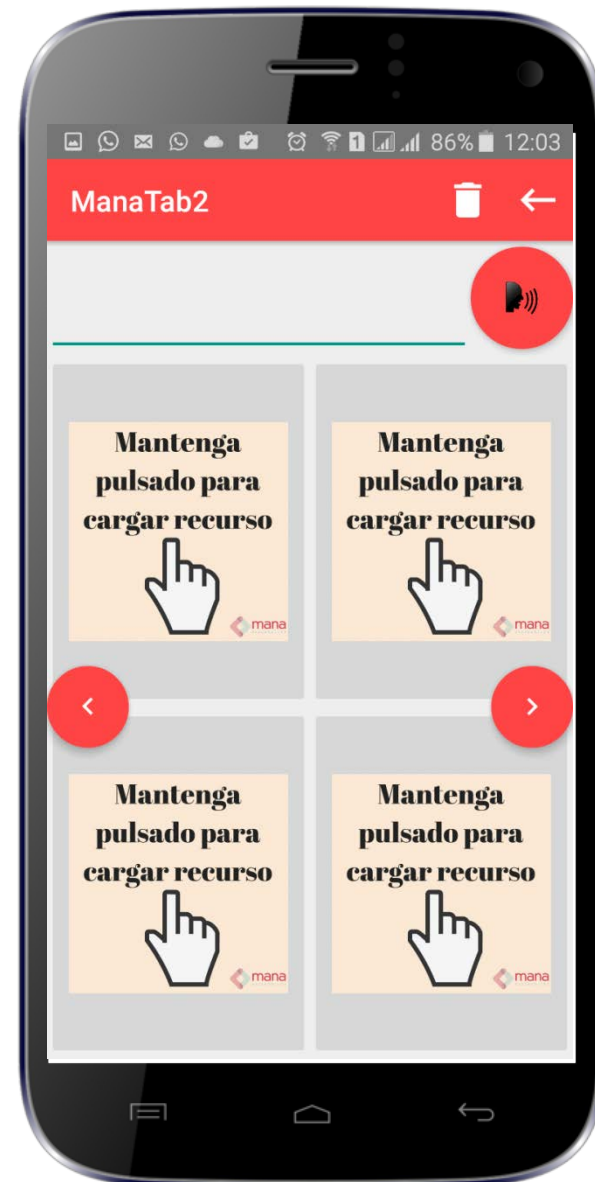 1 86% 12:03
ManaTab2
Mantenga
pulsado para
cargar recurso
mana
Mantenga
pulsado para
cargar recurso
mana
Mantenga
pulsado para
cargar recurso
mana
Mantenga
pulsado para
cargar recurso
mana